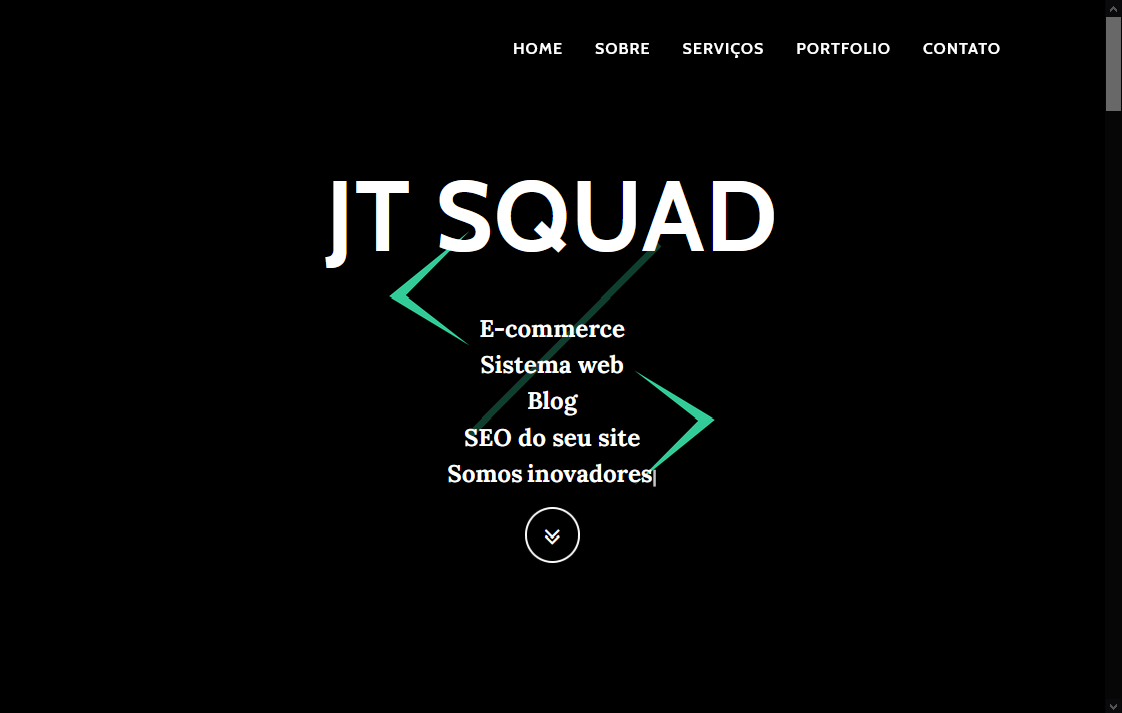 HOME SOBRE SERVIÇOS PORTFOLIO CONTATO
JT SQUAD
E-commerce
Sistema web
Blog
SEO do seu site
Somos inovadores|